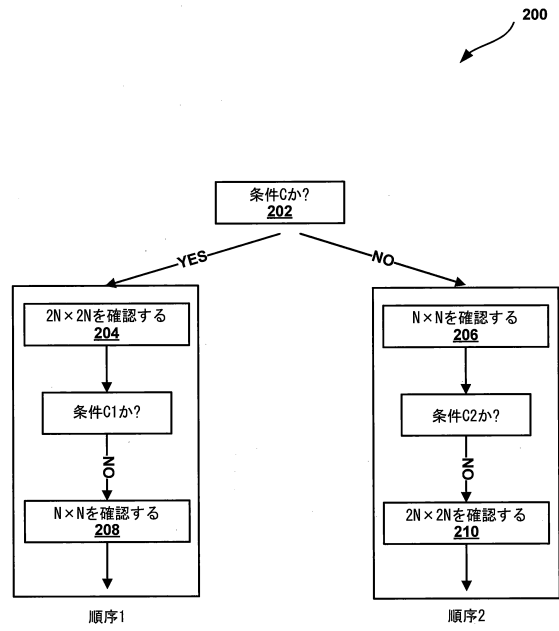 200
条件Cか?
202
YES
NO
2N×2Nを確認する
204
条件C1か?
NO
N×Nを確認する
208
順序1
N×Nを確認する
206
条件C2か?
NO
2N×2Nを確認する
210
順序2